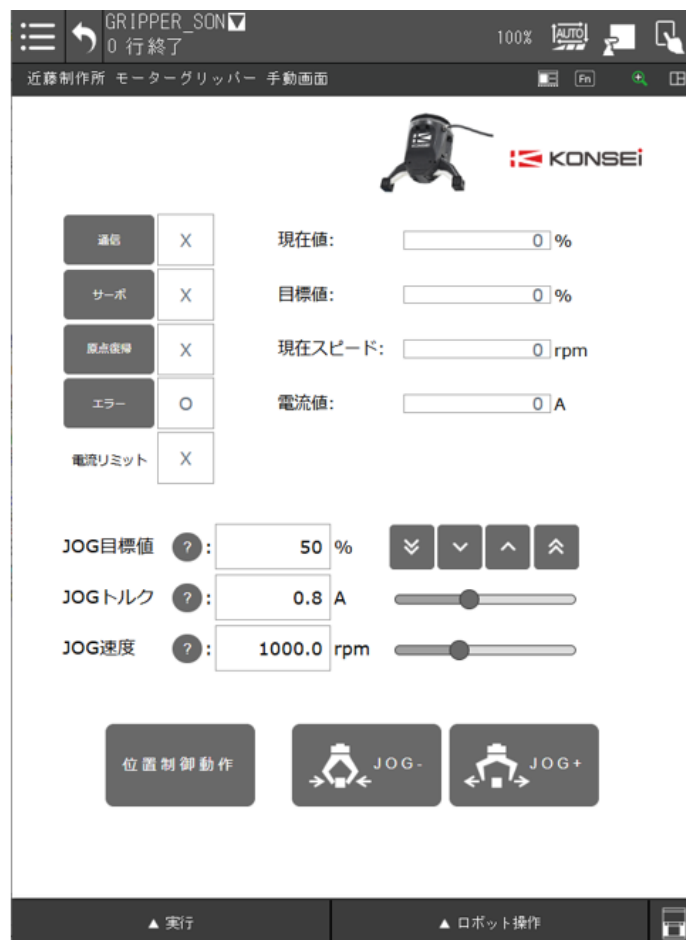 GRIPPER_SON
0 行終了
100%
AUTO
近藤制作所 モーターグリッパー 手動画面
Fn
KONSEi
通信 X 現在値: 0 %
サーボ X 目標値: 0 %
原点復帰 X 現在スピード: 0 rpm
エラー O 電流値: 0 A
電流リミット X
JOG目標値 ? : 50 %
JOGトルク ? : 0.8 A
JOG速度 ? : 1000.0 rpm
位置制御動作 JOG- JOG+
▲ 実行 ▲ ロボット操作